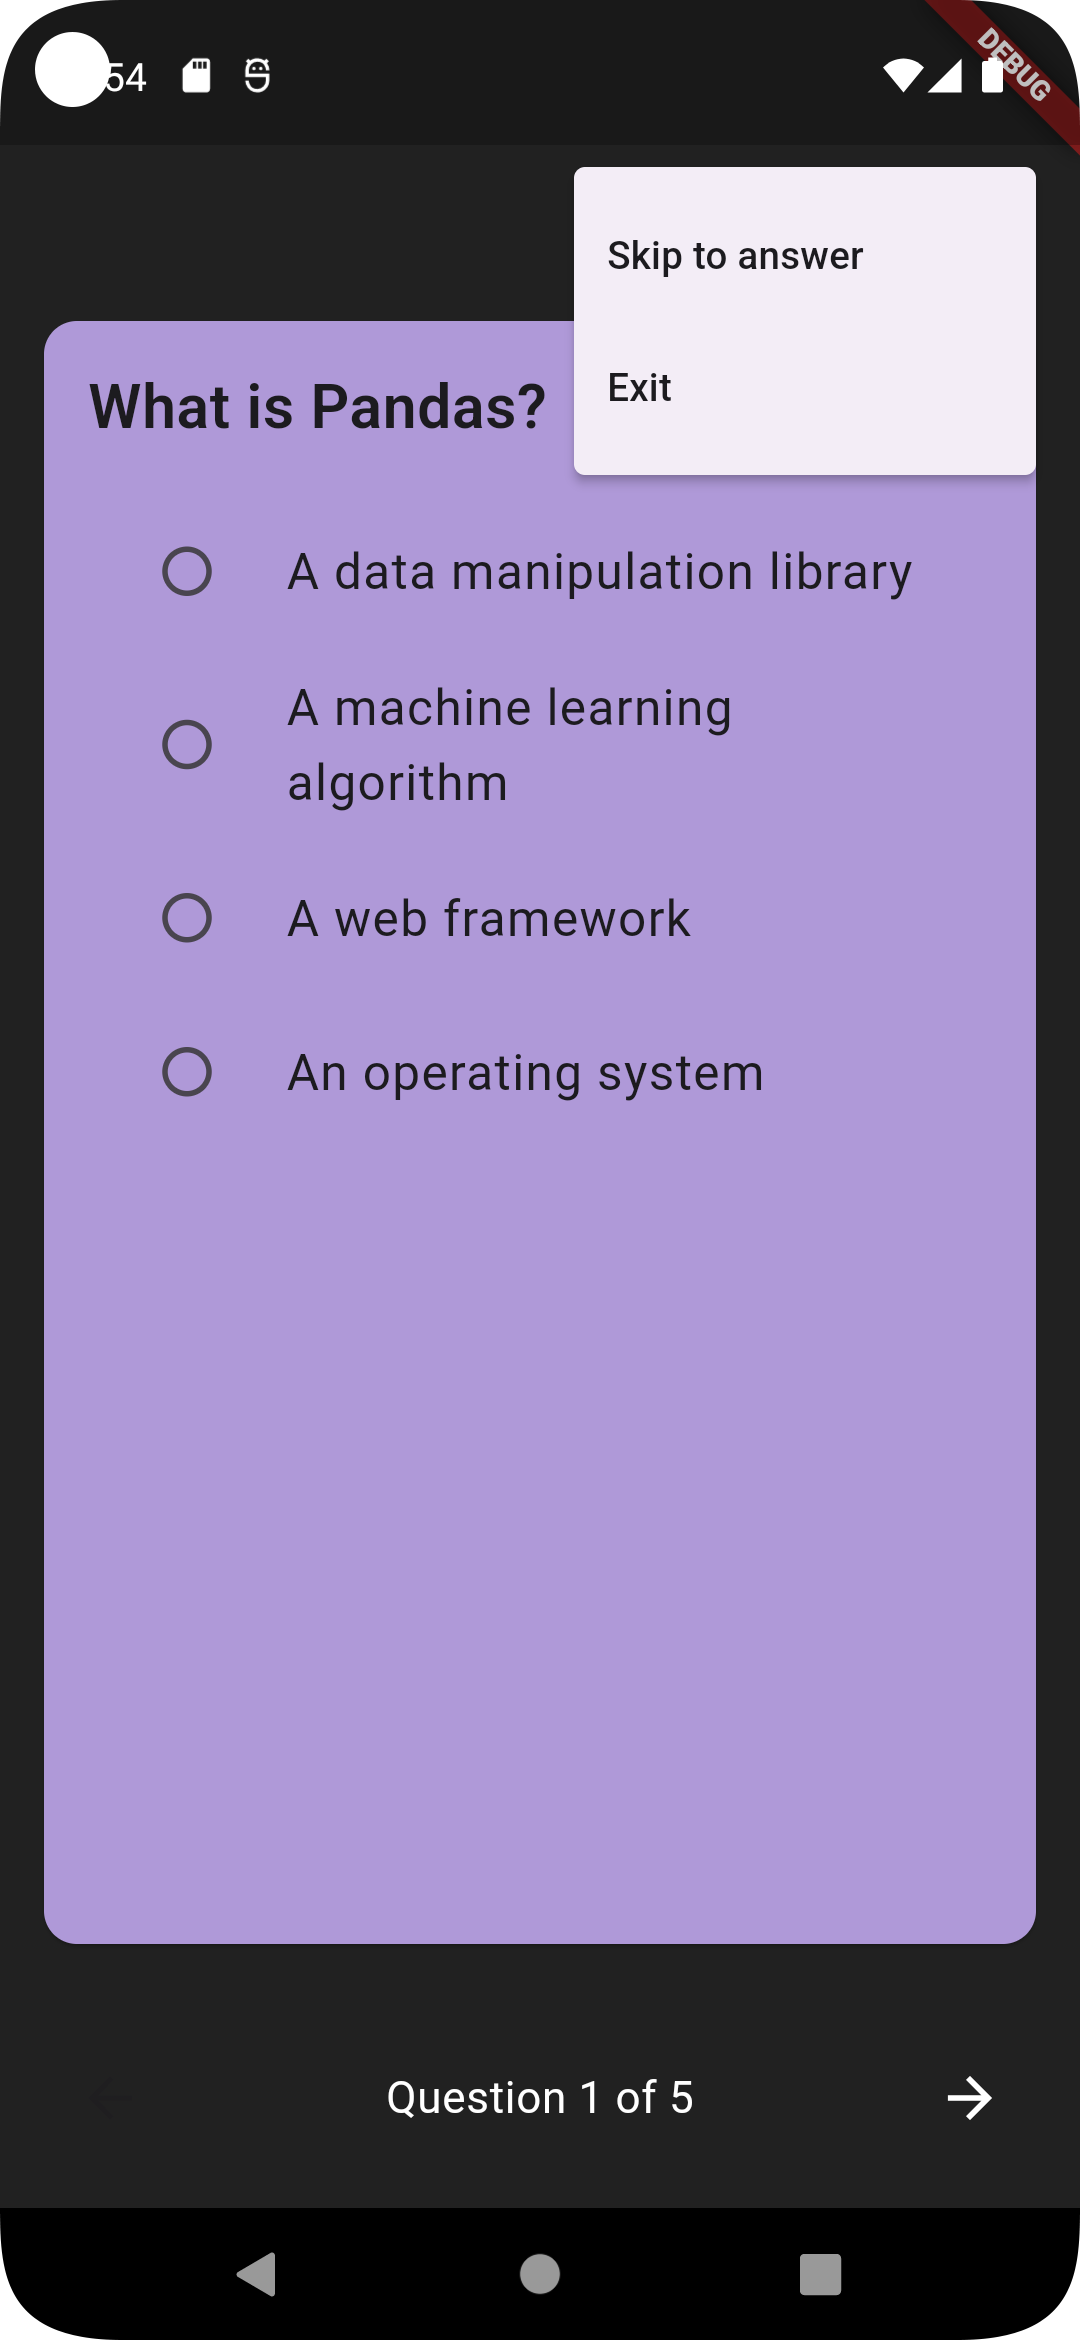 54
DEBUG
Skip to answer
Exit
What is Pandas?
A data manipulation library
A machine learning
algorithm
A web framework
An operating system
Question 1 of 5